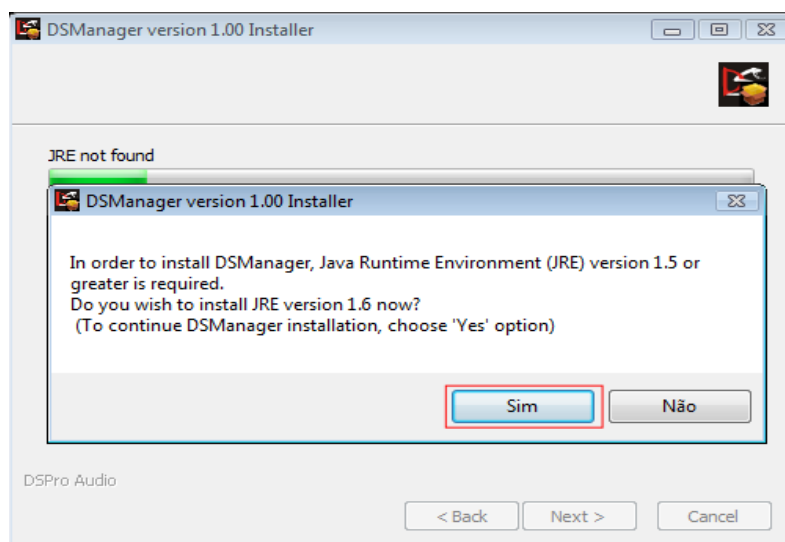 DSManager version 1.00 Installer
JRE not found
DSManager version 1.00 Installer
In order to install DSManager, Java Runtime Environment (JRE) version 1.5 or
greater is required.
Do you wish to install JRE version 1.6 now?
(To continue DSManager installation, choose 'Yes' option)
Sim Não
DSPro Audio
< Back Next > Cancel